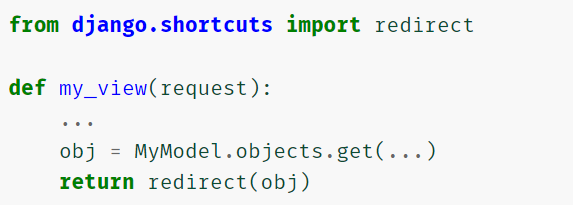 from django.shortcuts import redirect
def my_view(request):
    ...
    obj = MyModel.objects.get(...)
    return redirect(obj)